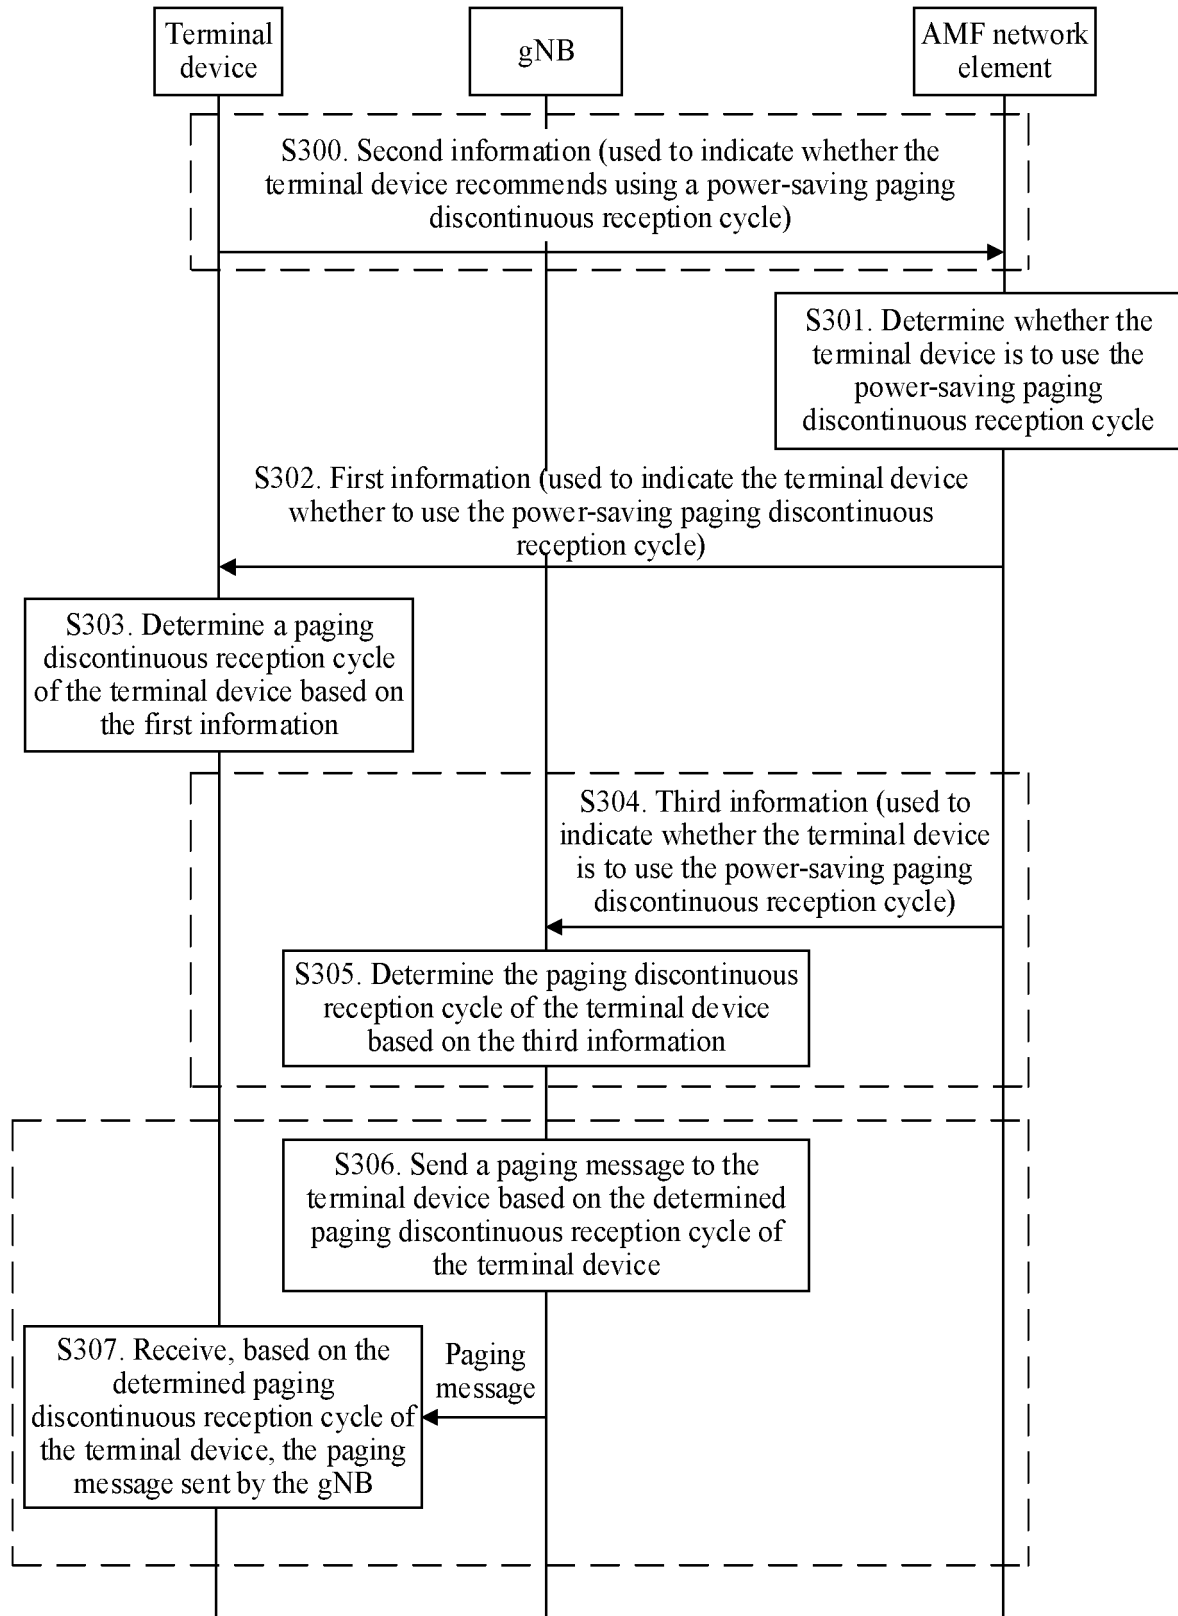 Terminal
device
gNB
AMF network
element
S300. Second information (used to indicate whether the
terminal device recommends using a power-saving paging
discontinuous reception cycle)
S301. Determine whether the
terminal device is to use the
power-saving paging
discontinuous reception cycle
S302. First information (used to indicate the terminal device
whether to use the power-saving paging discontinuous
reception cycle)
S303. Determine a paging
discontinuous reception cycle
of the terminal device based on
the first information
S304. Third information (used to
indicate whether the terminal device
is to use the power-saving paging
discontinuous reception cycle)
S305. Determine the paging discontinuous
reception cycle of the terminal device
based on the third information
S306. Send a paging message to the
terminal device based on the determined
paging discontinuous reception cycle of
the terminal device
S307. Receive, based on the
determined paging
discontinuous reception cycle of
the terminal device, the paging
message sent by the gNB
Paging
message